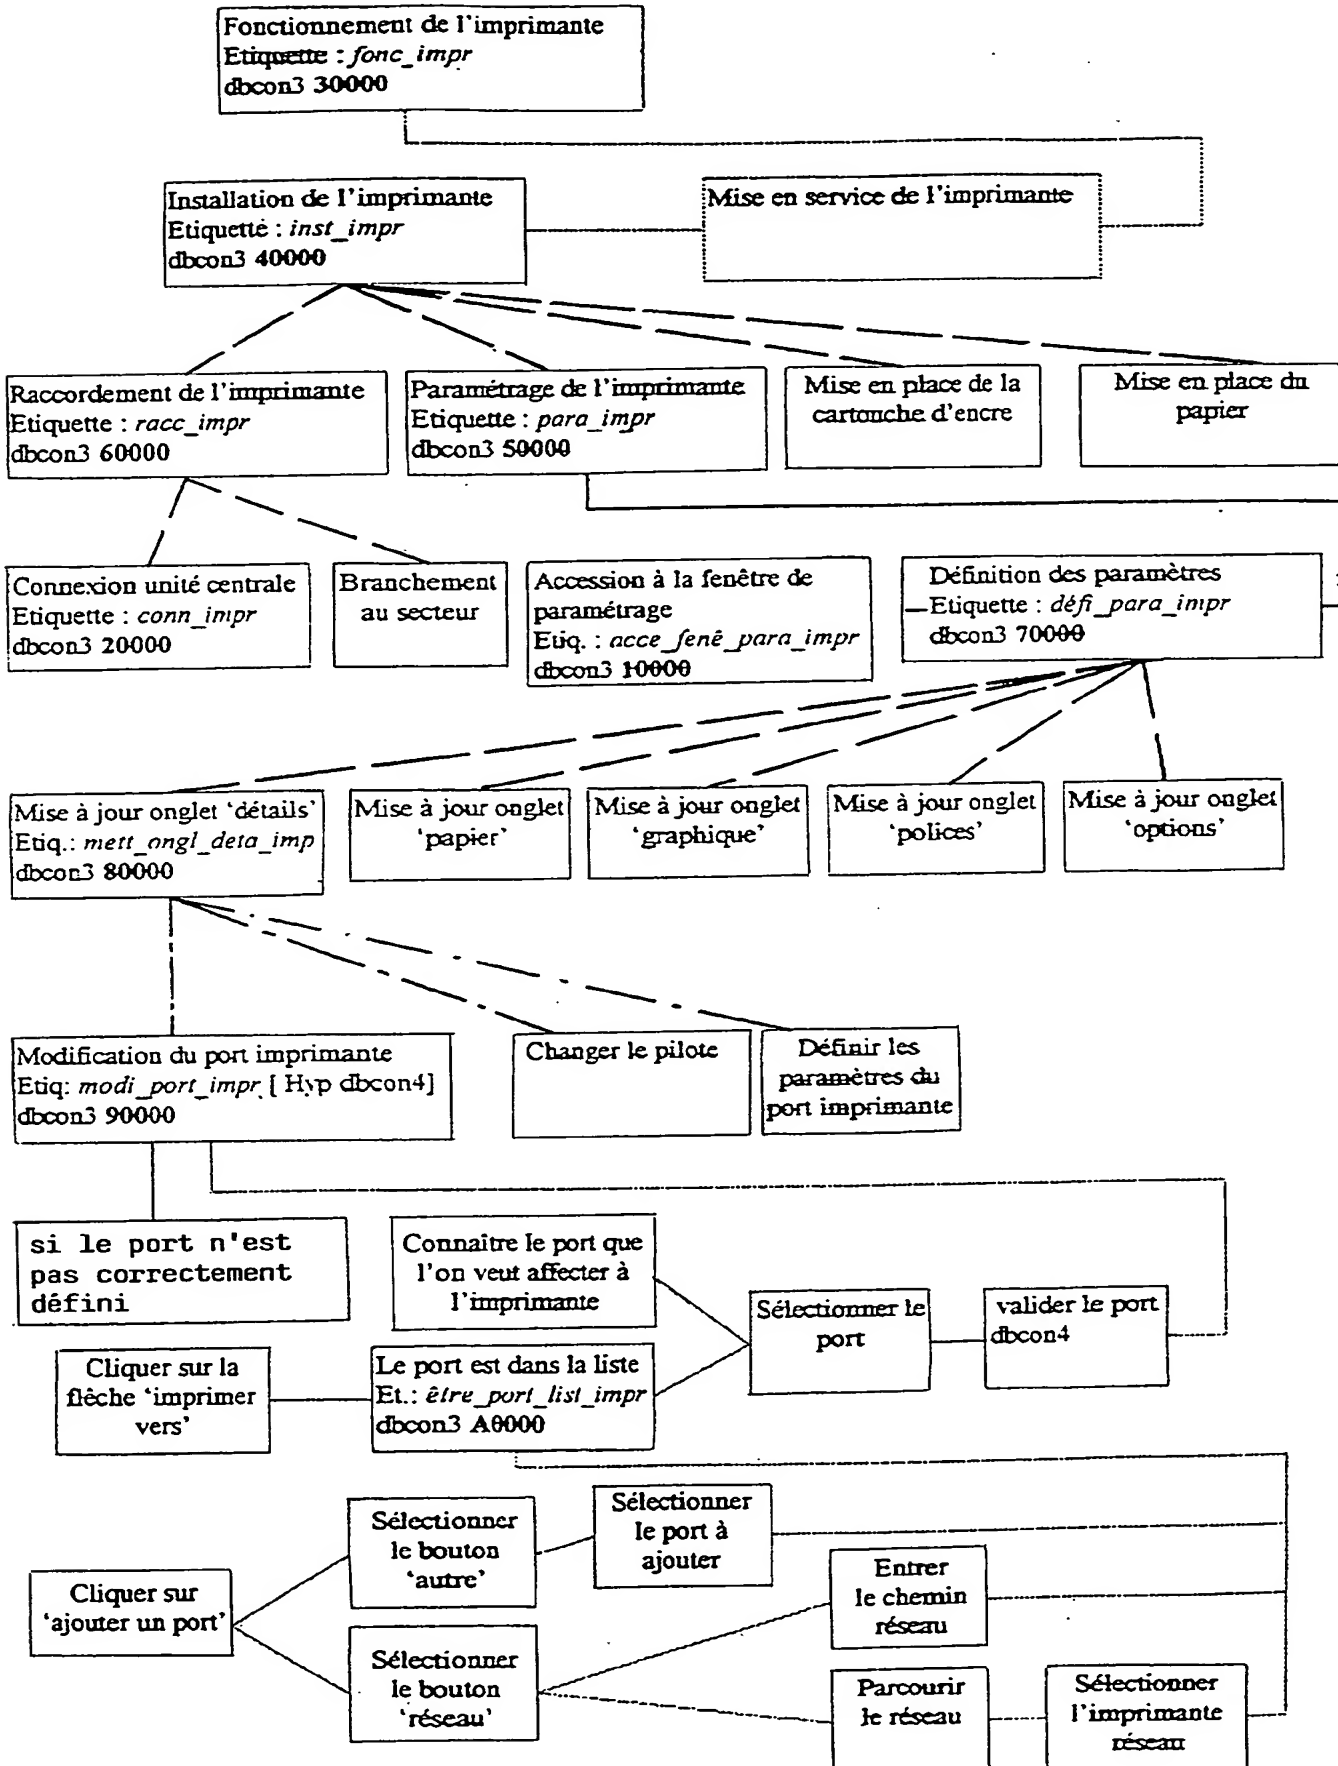 Fonctionnement de l'imprimante
Etiquette : fonc_impr
dbcon3 30000
Installation de l'imprimante
Etiquette : inst_impr
dbcon3 40000
Mise en service de l'imprimante
Raccordement de l'imprimante
Etiquette : racc_impr
dbcon3 60000
Paramétrage de l'imprimante
Etiquette : para_impr
dbcon3 50000
Mise en place de la
cartouche d'encre
Mise en place du
papier
Connexion unité centrale
Etiquette : conn_impr
dbcon3 20000
Branchement
au secteur
Accession à la fenêtre de
paramétrage
Etiq. : acce_fenê_para_impr
dbcon3 10000
Définition des paramètres
Etiquette : défi_para_impr
dbcon3 70000
Mise à jour onglet 'détails'
Etiq.: mett_ongl_deta_imp
dbcon3 80000
Mise à jour onglet
'papier'
Mise à jour onglet
'graphique'
Mise à jour onglet
'polices'
Mise à jour onglet
'options'
Modification du port imprimante
Etiq: modi_port_impr [ Hyp dbcon4]
dbcon3 90000
Changer le pilote
Définir les
paramètres du
port imprimante
si le port n'est
pas correctement
défini
Connaître le port que
l'on veut affecter à
l'imprimante
Sélectionner le
port
valider le port
dbcon4
Cliquer sur la
flèche 'imprimer
vers'
Le port est dans la liste
Et.: être_port_list_impr
dbcon3 A0000
Cliquer sur
'ajouter un port'
Sélectionner
le bouton
'autre'
Sélectionner
le port à
ajouter
Sélectionner
le bouton
'réseau'
Entrer
le chemin
réseau
Parcourir
le réseau
Sélectionner
l'imprimante
réseau